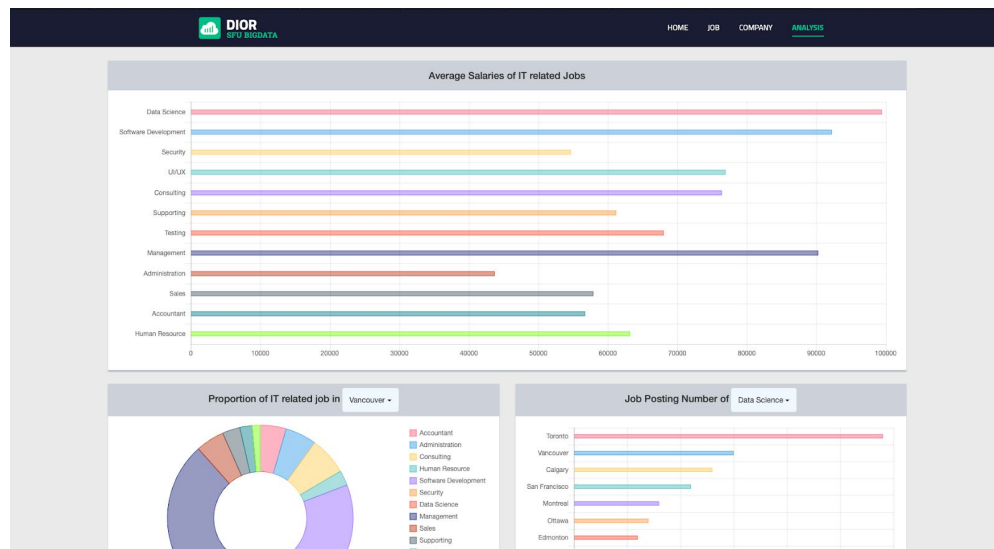 DIOR
SFU BIGDATA
HOME JOB COMPANY ANALYSIS
Average Salaries of IT related Jobs
Data Science
Software Development
Security
UI/UX
Consulting
Supporting
Testing
Management
Administration
Sales
Accountant
Human Resource
0 10000 20000 30000 40000 50000 60000 70000 80000 90000 100000
Proportion of IT related job in Vancouver
Accountant
Administration
Consulting
Human Resource
Software Development
Security
Data Science
Management
Sales
Supporting
Job Posting Number of Data Science
Toronto
Vancouver
Calgary
San Francisco
Montreal
Ottawa
Edmonton